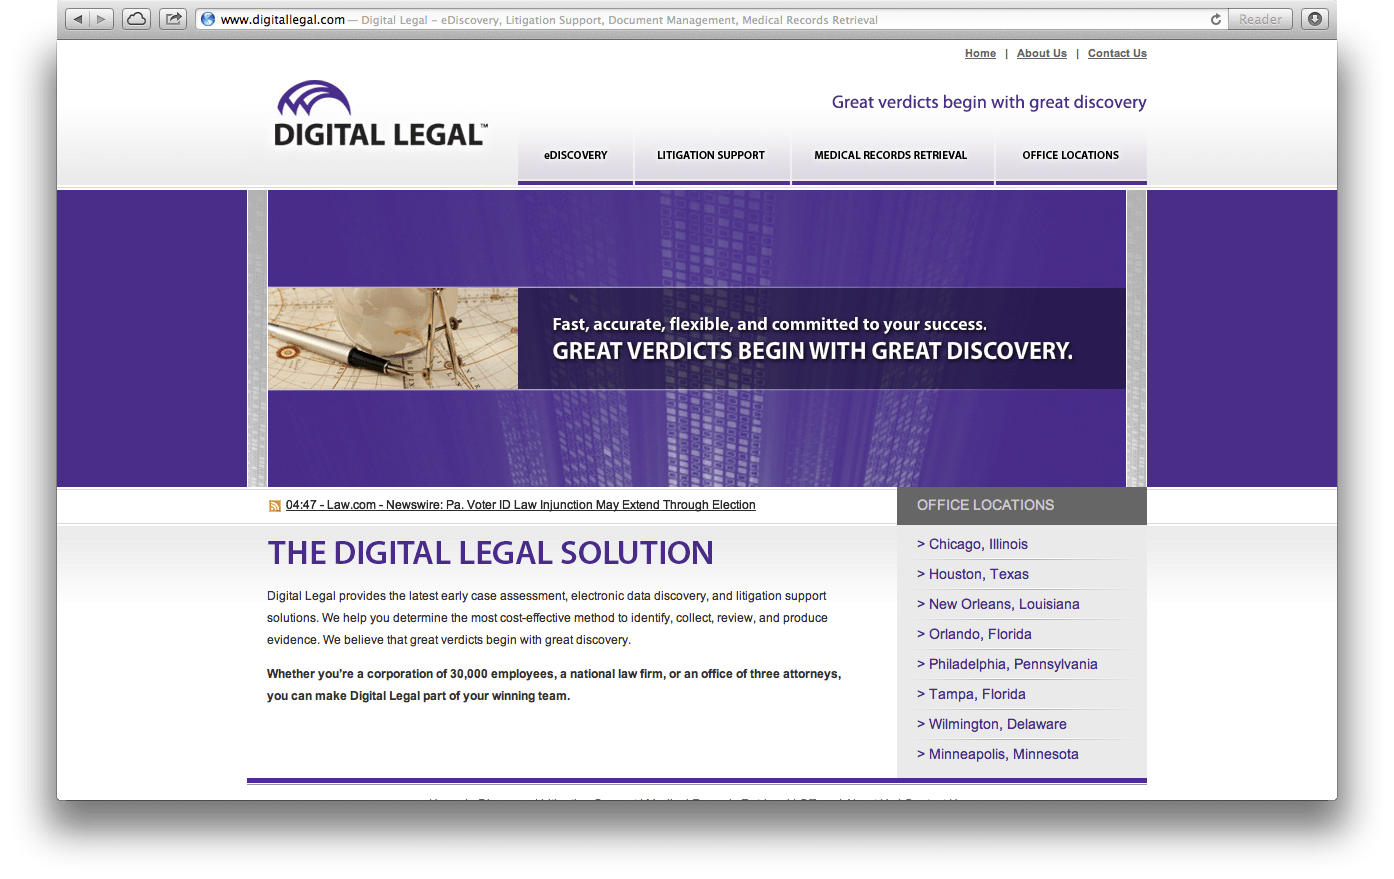 www.digitallegal.com — Digital Legal – eDiscovery, Litigation Support, Document Management, Medical Records Retrieval
Reader
Home | About Us | Contact Us
Great verdicts begin with great discovery
DIGITAL LEGAL™
eDISCOVERY
LITIGATION SUPPORT
MEDICAL RECORDS RETRIEVAL
OFFICE LOCATIONS
Fast, accurate, flexible, and committed to your success.
GREAT VERDICTS BEGIN WITH GREAT DISCOVERY.
04:47 - Law.com - Newswire: Pa. Voter ID Law Injunction May Extend Through Election
THE DIGITAL LEGAL SOLUTION
Digital Legal provides the latest early case assessment, electronic data discovery, and litigation support
solutions. We help you determine the most cost-effective method to identify, collect, review, and produce
evidence. We believe that great verdicts begin with great discovery.
Whether you're a corporation of 30,000 employees, a national law firm, or an office of three attorneys,
you can make Digital Legal part of your winning team.
OFFICE LOCATIONS
> Chicago, Illinois
> Houston, Texas
> New Orleans, Louisiana
> Orlando, Florida
> Philadelphia, Pennsylvania
> Tampa, Florida
> Wilmington, Delaware
> Minneapolis, Minnesota